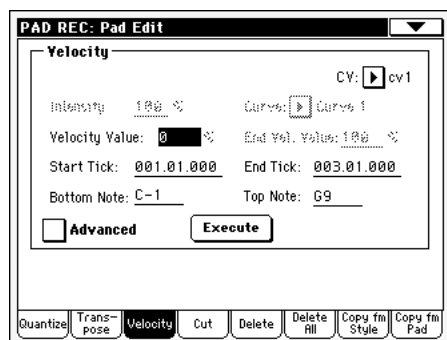 PAD REC: Pad Edit
Velocity
CV: cv1
Intensity 100 % Curve: Curve 1
Velocity Value: 0 % End Vel. Value: 100 %
Start Tick: 001.01.000 End Tick: 003.01.000
Bottom Note: C-1 Top Note: G9
Advanced Execute
Quantize Trans-pose Velocity Cut Delete Delete All Copy fm Style Copy fm Pad